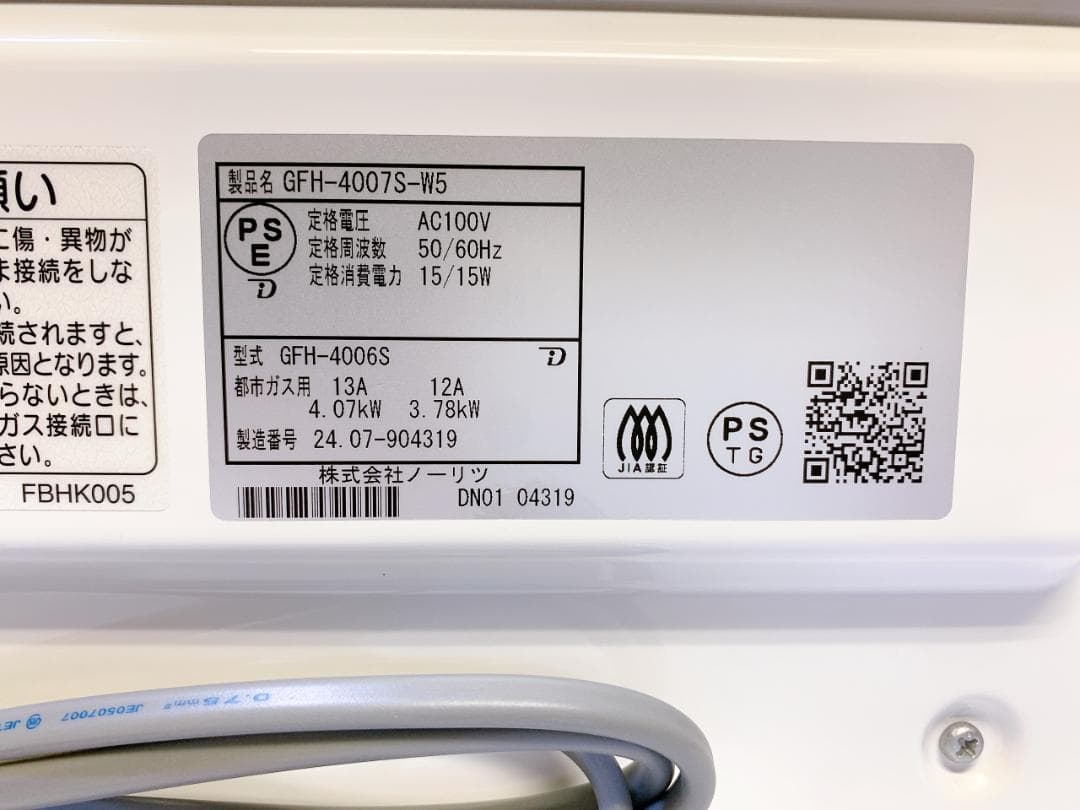 願い
に傷・異物が
ま接続をしな
い。
続されますと、
原因となります。
らないときは、
ガス接続口に
さい。
FBHK005
製品名 GFH-4007S-W5
PSE
定格電圧 AC100V
定格周波数 50/60Hz
定格消費電力 15/15W
型式 GFH-4006S
都市ガス用 13A 12A
4.07kW 3.78kW
製造番号 24.07-904319
株式会社ノーリツ
DN01 04319
JIA認証
PS
TG
0.75mm² JE0507007 JET